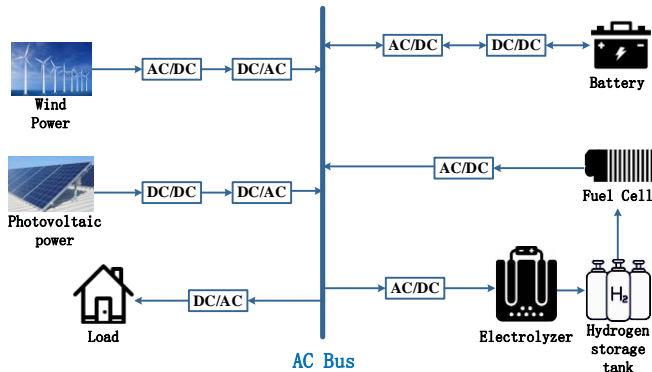 AC/DC
DC/AC
Wind
Power
AC/DC
DC/DC
Battery
DC/DC
DC/AC
Photovoltaic
power
AC/DC
Fuel Cell
DC/AC
Load
AC/DC
Electrolyzer
H2
Hydrogen
storage
tank
AC Bus